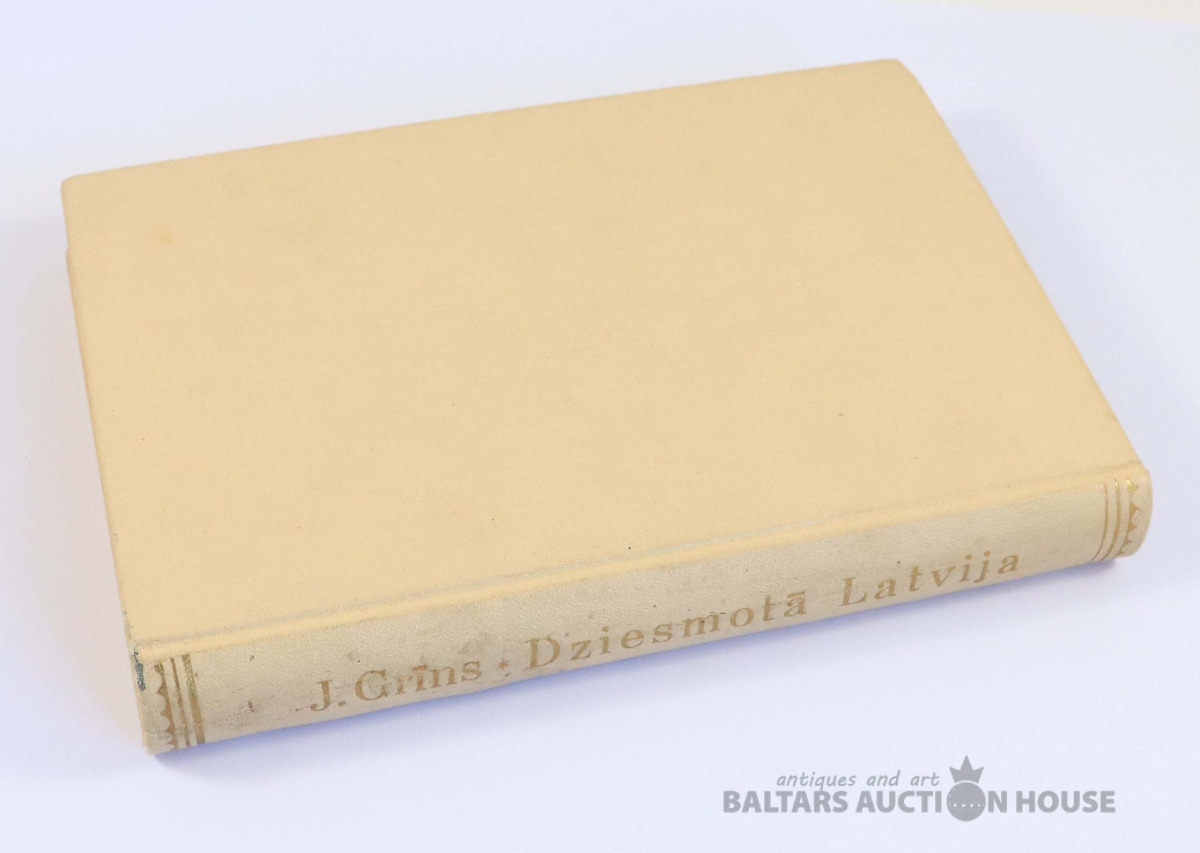 J. Grīns • Dziesmotā Latvija
antiques and art
BALTARS AUCTION HOUSE